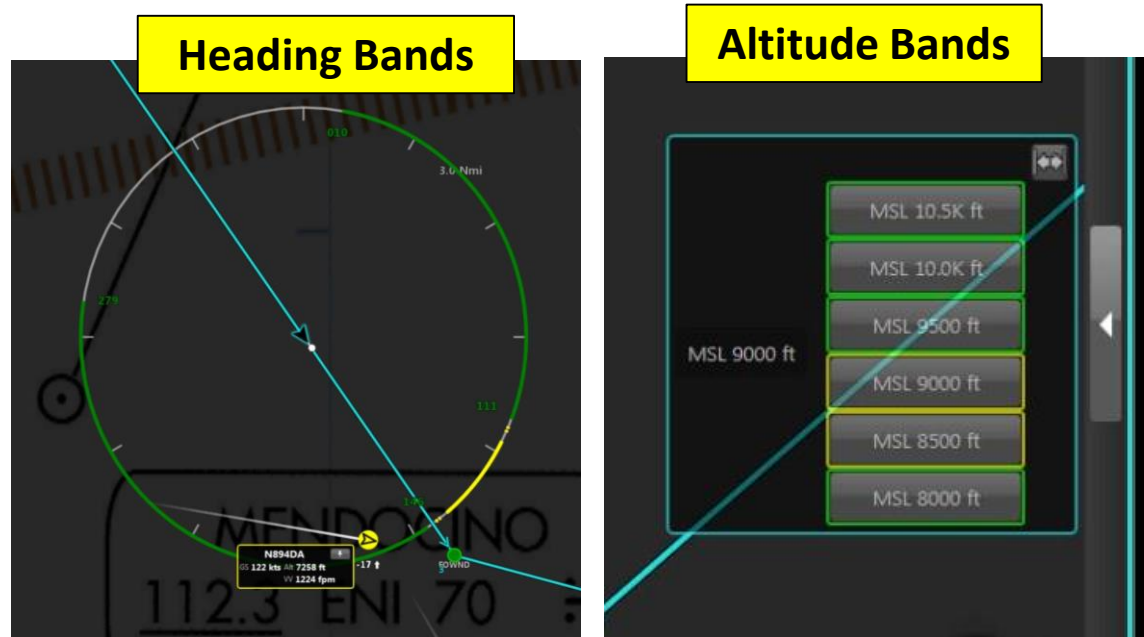 Heading Bands
010
3.0 Nmi
279
111
MENDOCINO
N894DA
GS 122 kts Alt 7258 ft
VV 1224 fpm
-17
FOWND
3
112.3 ENI 70
Altitude Bands
MSL 10.5K ft
MSL 10.0K ft
MSL 9500 ft
MSL 9000 ft
MSL 9000 ft
MSL 8500 ft
MSL 8000 ft